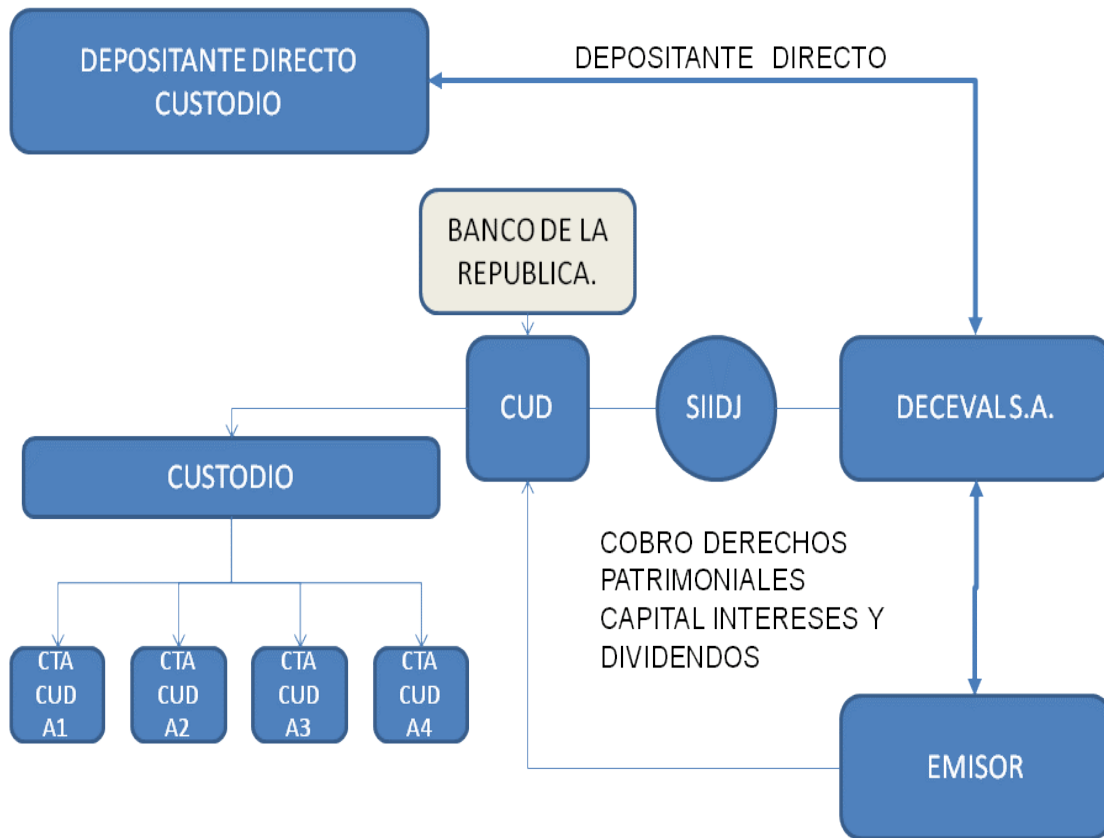 DEPOSITANTE DIRECTO
CUSTODIO
DEPOSITANTE DIRECTO
BANCO DE LA
REPUBLICA.
CUD
SIIDJ
DECEVAL S.A.
CUSTODIO
COBRO DERECHOS
PATRIMONIALES
CAPITAL INTERESES Y
DIVIDENDOS
CTA
CUD
A1
CTA
CUD
A2
CTA
CUD
A3
CTA
CUD
A4
EMISOR